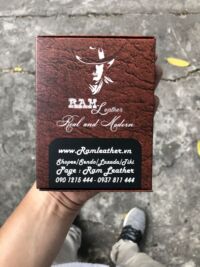 RAM Leather
Real and Modern
www.Ramleather.vn
Shopee/Sendo/Lazada/Tiki
Page : Ram Leather
090 1215 444 - 0937 811 444